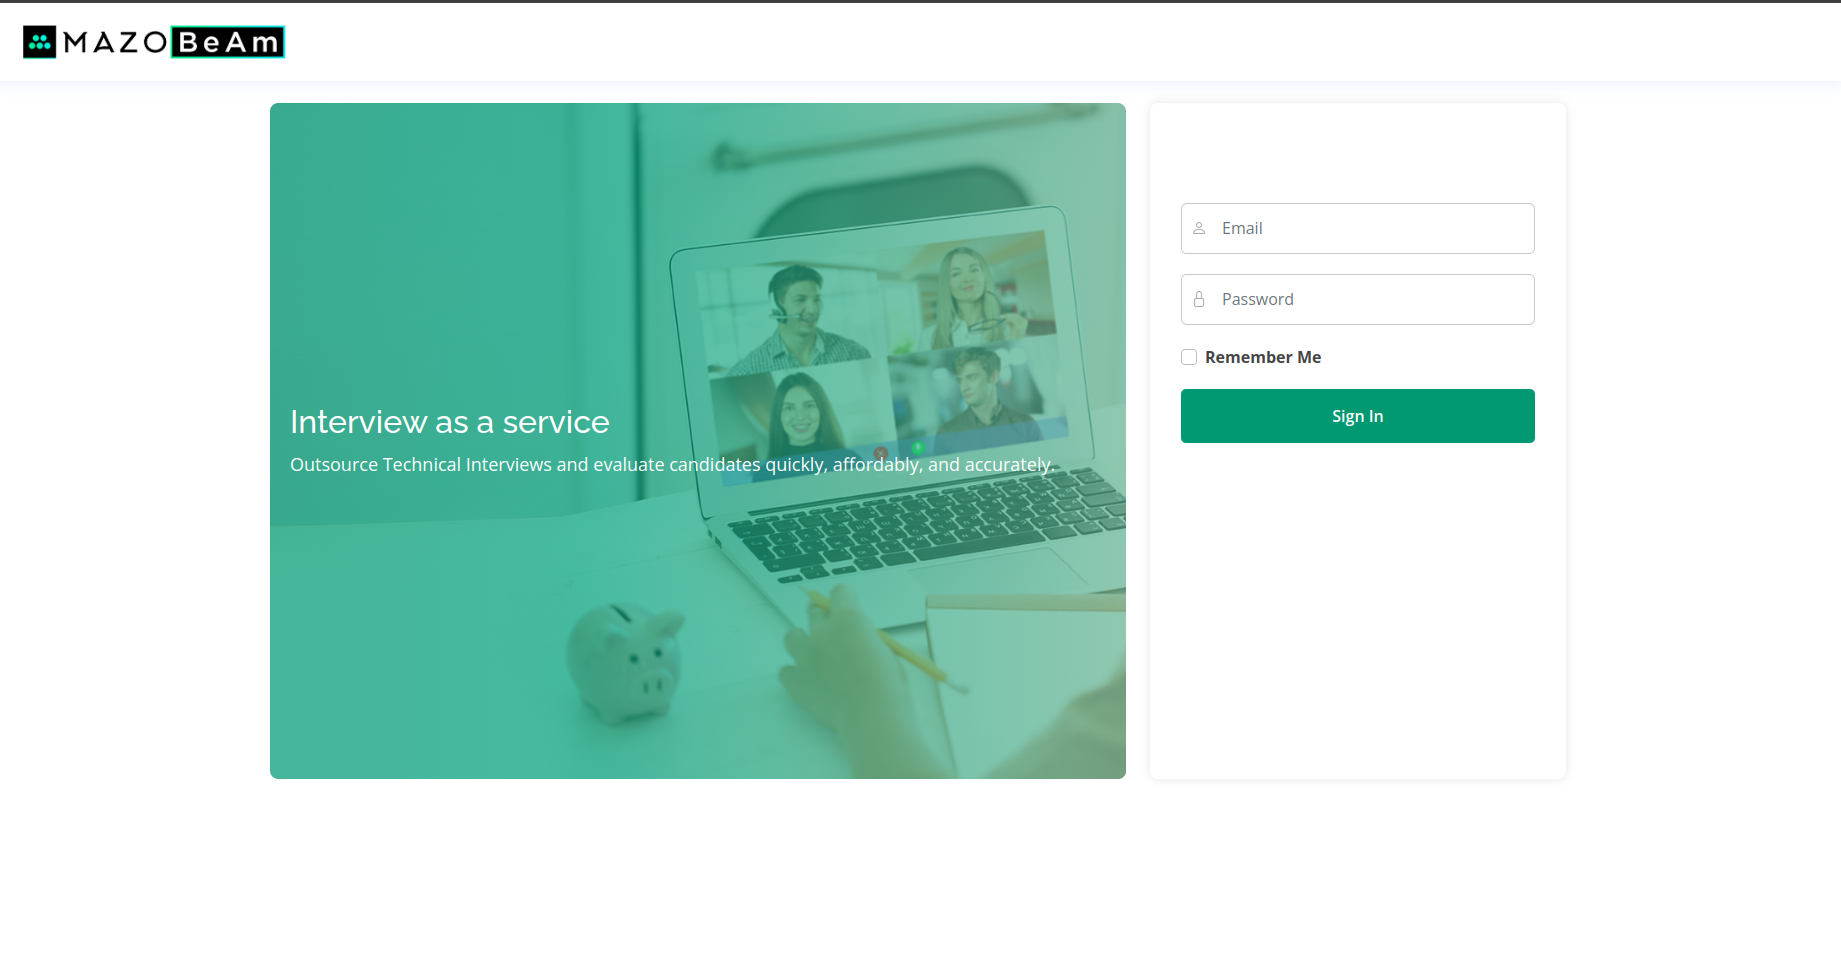 MAZO BeAm
Interview as a service
Outsource Technical Interviews and evaluate candidates quickly, affordably, and accurately.
Email
Password
Remember Me
Sign In